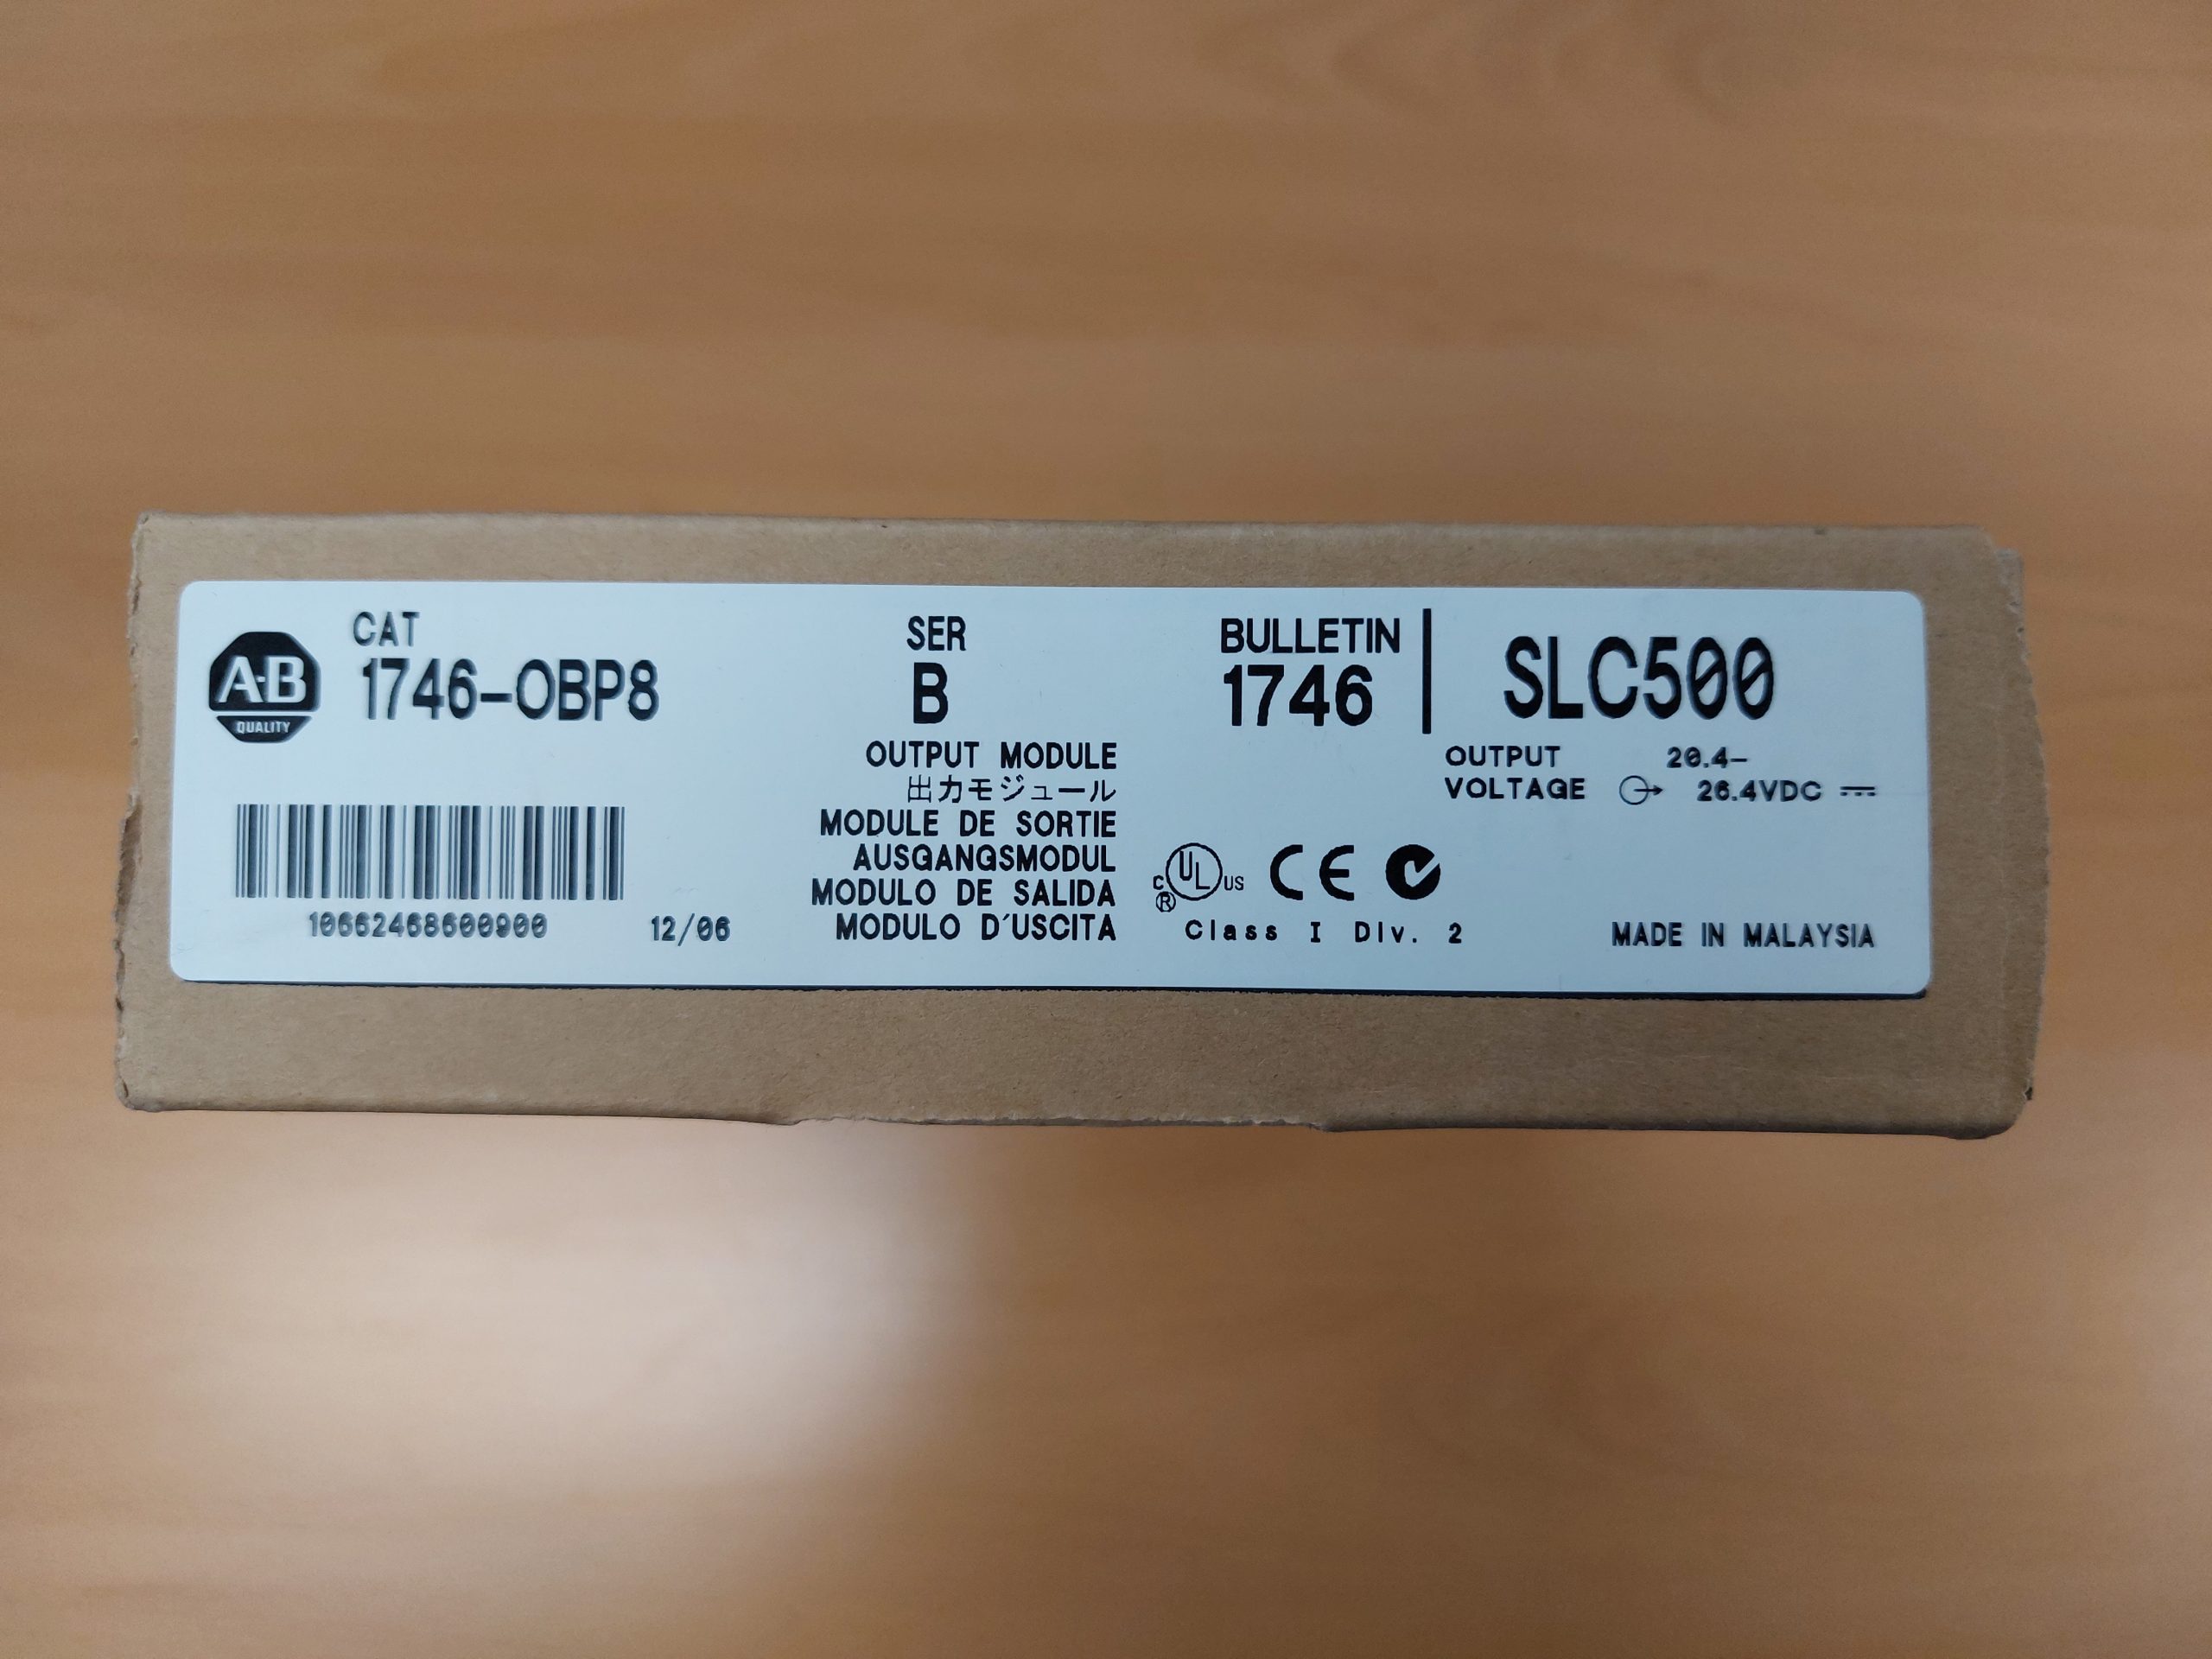 A-B
QUALITY
CAT
1746-OBP8
SER
B
BULLETIN
1746
SLC500
OUTPUT MODULE
出力モジュール
MODULE DE SORTIE
AUSGANGSMODUL
MODULO DE SALIDA
MODULO D'USCITA
OUTPUT 20.4-
VOLTAGE 26.4VDC
10662468600900
12/06
C UL US
®
CE
Class I Div. 2
MADE IN MALAYSIA